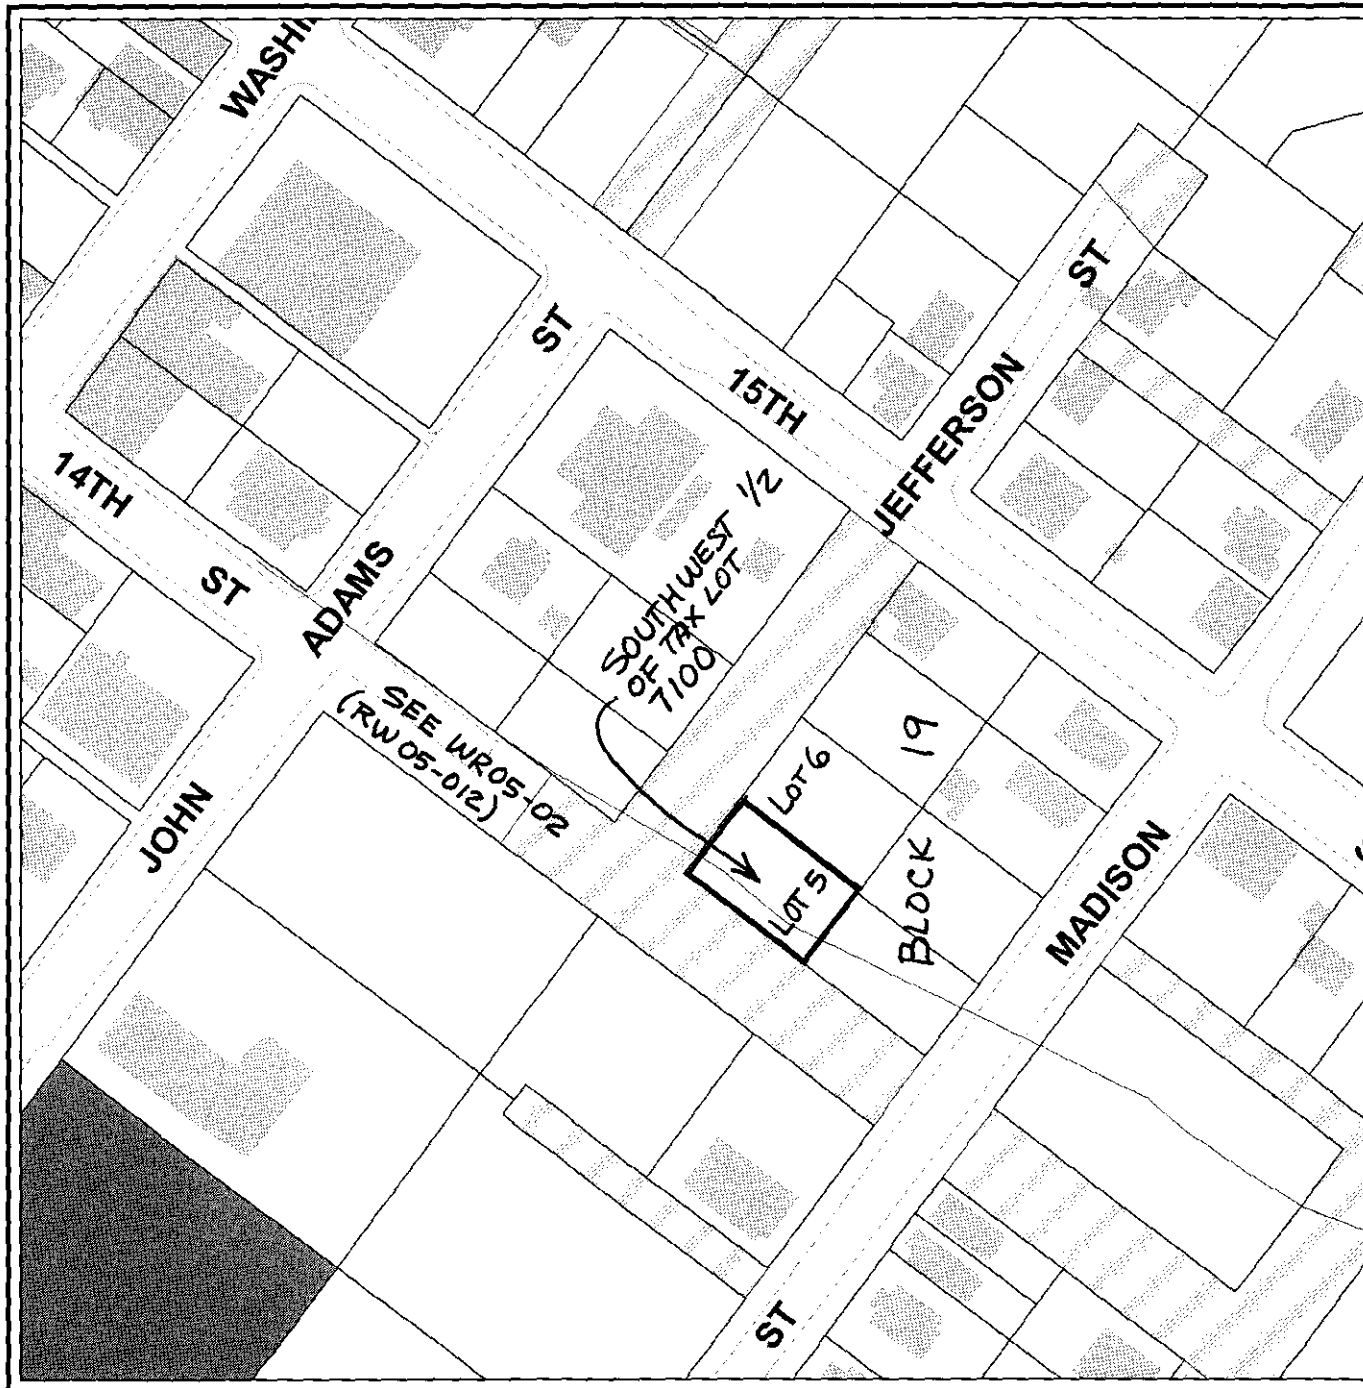 WASHI
ST
ST
15TH
JEFFERSON
14TH
ST
ADAMS
SOUTHWEST 1/2
OF TAX LOT
7100
SEE WR05-02
(RW05-012)
LOT 6
19
BLOCK
LOT 5
JOHN
MADISON
ST